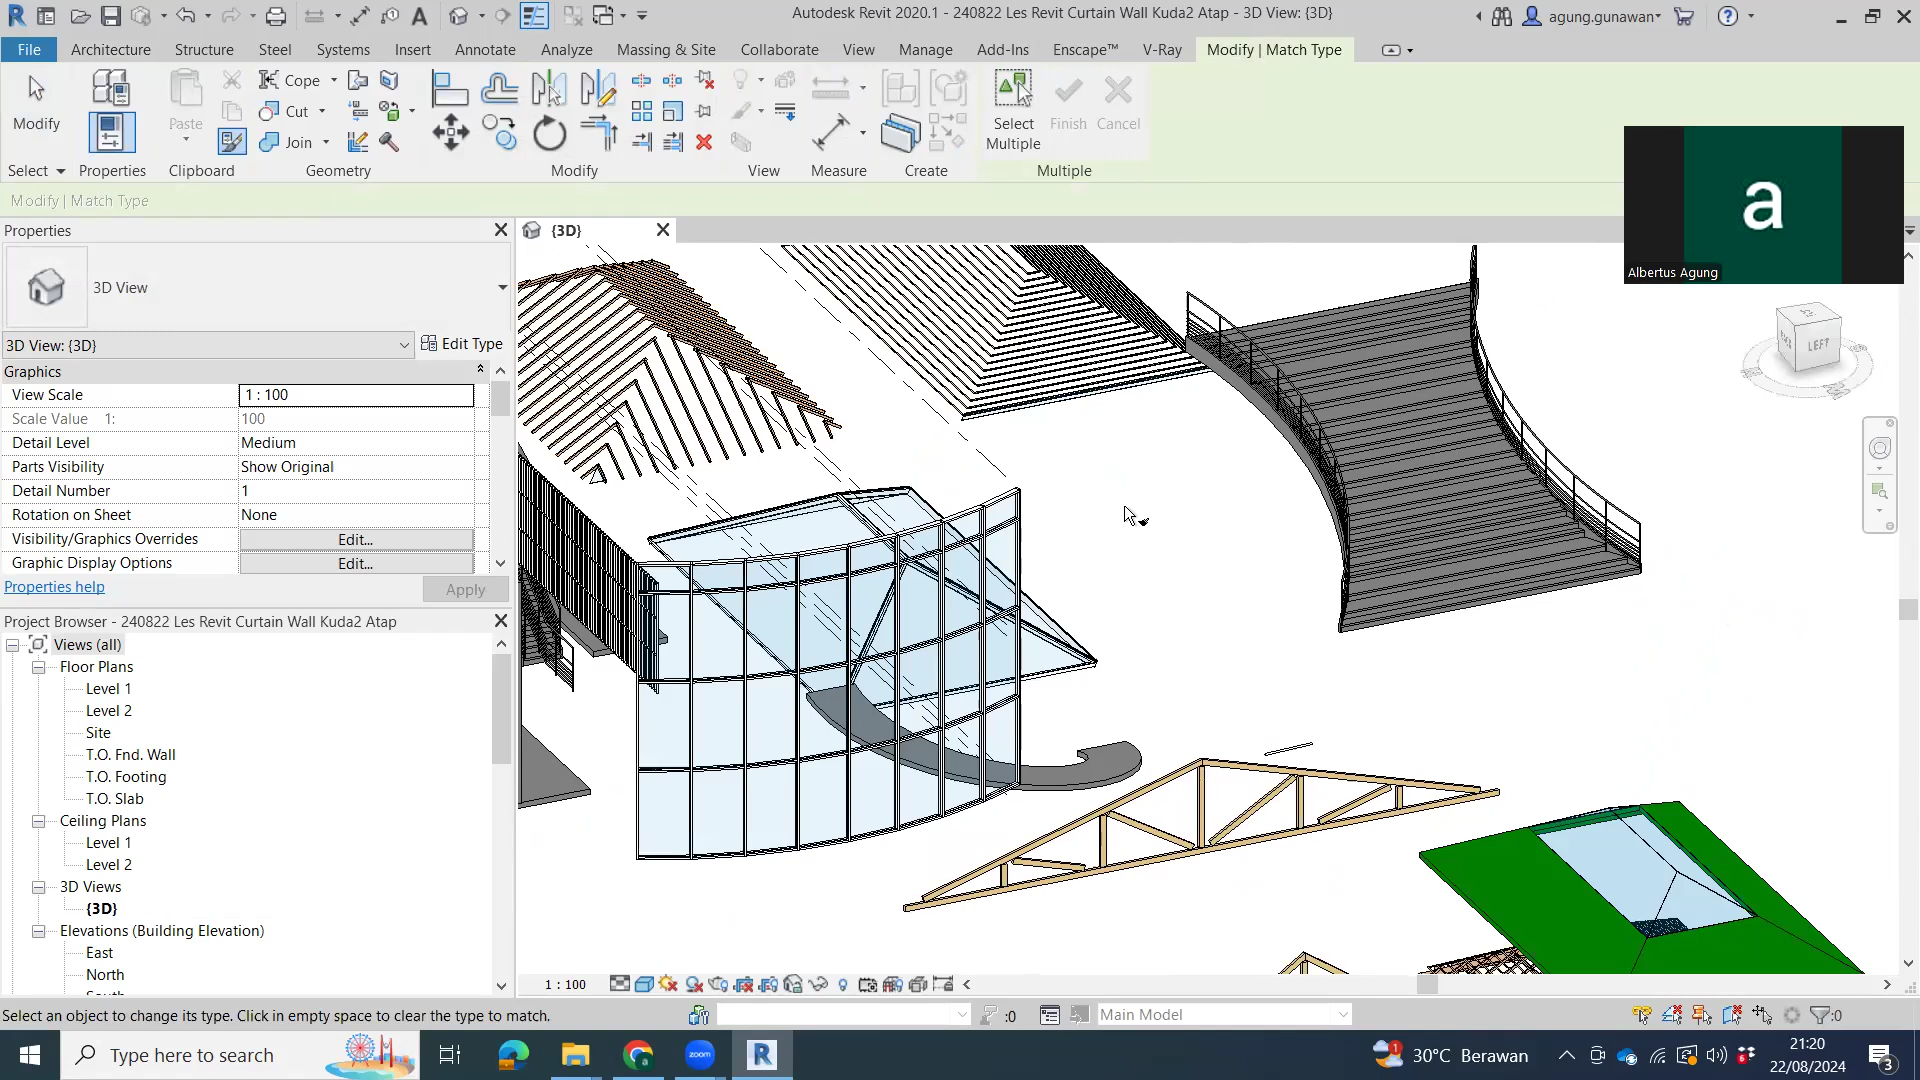 Autodesk Revit 2020.1 - 240822 Les Revit Curtain Wall Kuda2 Atap - 3D View: {3D}
agung.gunawan
File Architecture Structure Steel Systems Insert Annotate Analyze Massing & Site Collaborate View Manage Add-Ins Enscape™ V-Ray Modify | Match Type
Modify
Paste
Cope
Cut
Join
Select Multiple
Finish
Cancel
Select Properties Clipboard Geometry Modify View Measure Create Multiple
Modify | Match Type
a
Albertus Agung
Properties
3D View
3D View: {3D}
Edit Type
Graphics
View Scale 1 : 100
Scale Value 1: 100
Detail Level Medium
Parts Visibility Show Original
Detail Number 1
Rotation on Sheet None
Visibility/Graphics Overrides Edit...
Graphic Display Options Edit...
Properties help
Apply
Project Browser - 240822 Les Revit Curtain Wall Kuda2 Atap
Views (all)
Floor Plans
Level 1
Level 2
Site
T.O. Fnd. Wall
T.O. Footing
T.O. Slab
Ceiling Plans
Level 1
Level 2
3D Views
{3D}
Elevations (Building Elevation)
East
North
{3D}
LEFT
1 : 100
Select an object to change its type. Click in empty space to clear the type to match.
:0
Main Model
:0
Type here to search
zoom
30°C Berawan
21:20
22/08/2024
3